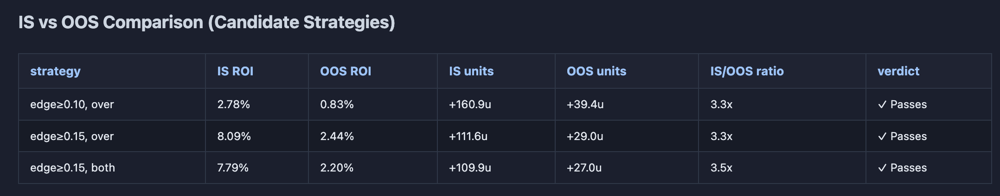 IS vs OOS Comparison (Candidate Strategies)
strategy IS ROI OOS ROI IS units OOS units IS/OOS ratio verdict
edge≥0.10, over 2.78% 0.83% +160.9u +39.4u 3.3x ✓ Passes
edge≥0.15, over 8.09% 2.44% +111.6u +29.0u 3.3x ✓ Passes
edge≥0.15, both 7.79% 2.20% +109.9u +27.0u 3.5x ✓ Passes